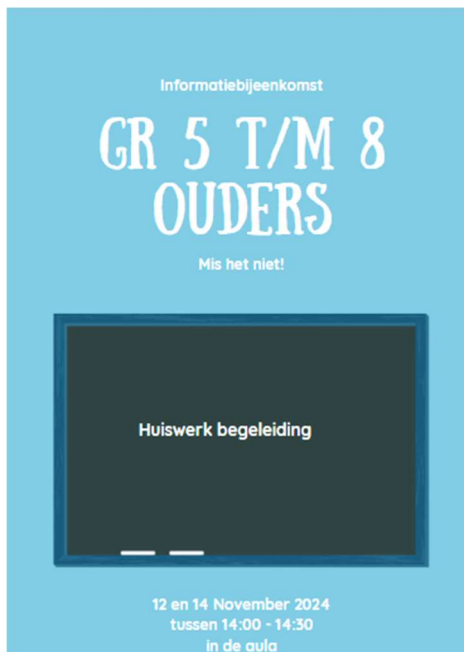 Informatiebijeenkomst
GR 5 T/M 8
OUDERS
Mis het niet!
Huiswerk begeleiding
12 en 14 November 2024
tussen 14:00 - 14:30
in de aula